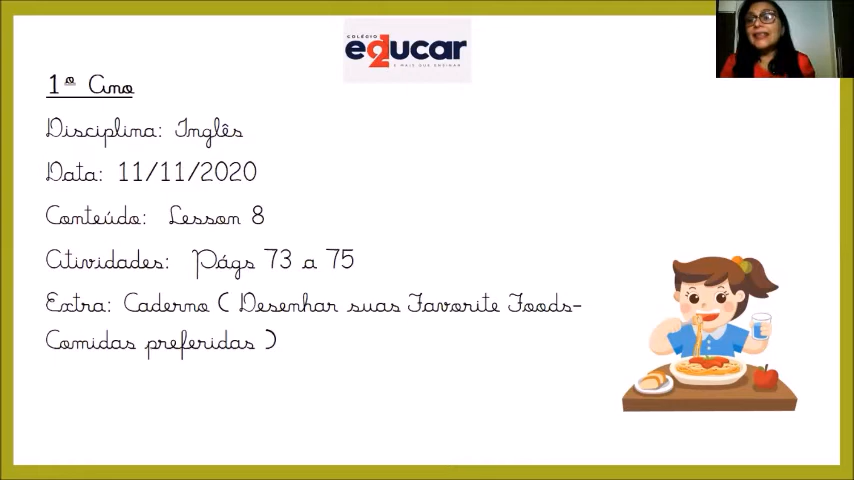 COLÉGIO
educar
É MAIS QUE ENSINAR
1º Ano
Disciplina: Inglês
Data: 11/11/2020
Conteúdo: Lesson 8
Atividades: Págs 73 a 75
Extra: Caderno ( Desenhar suas Favorite Foods-
Comidas preferidas )